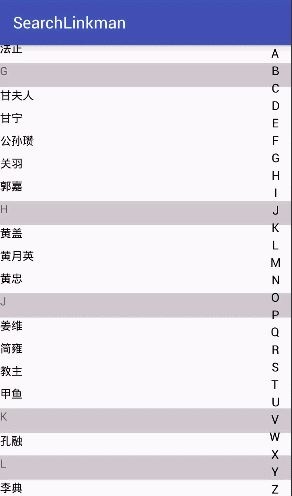 SearchLinkman
法正
G
甘夫人
甘宁
公孙瓒
关羽
郭嘉
H
黄盖
黄月英
黄忠
J
姜维
简雍
教主
甲鱼
K
孔融
L
李典
A
B
C
D
E
F
G
H
I
J
K
L
M
N
O
P
Q
R
S
T
U
V
W
X
Y
Z